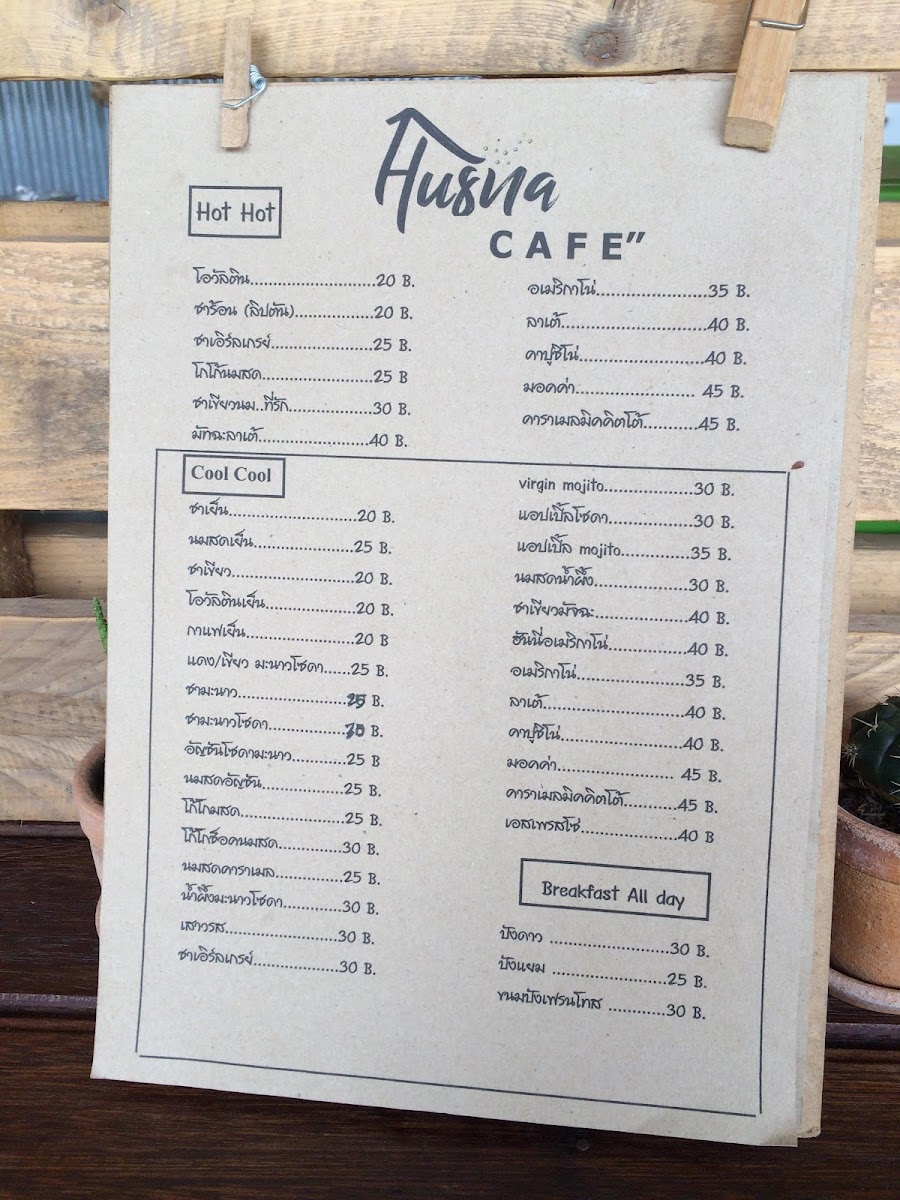 Husna
CAFE”
Hot Hot
โอวัลติน...........................20 B.
ชาร้อน (ลิปตัน).................20 B.
ชาเอิร์ลเกรย์......................25 B.
โกโก้นมสด........................25 B
ชาเขียวนม..ที่รัก..................30 B.
มัทฉะลาเต้........................40 B.
อเมริกาโน่........................35 B.
ลาเต้...............................40 B.
คาปูชิโน่...........................40 B.
มอคค่า......................... 45 B.
คาราเมลมิคคิตโต้............45 B.
Cool Cool
ชาเย็น............................20 B.
นมสดเย็น......................25 B.
ชาเขียว...........................20 B.
โอวัลตินเย็น....................20 B.
กาแฟเย็น........................20 B
แดง/เขียว มะนาวโซดา......25 B.
ชามะนาว........................25 B.
ชามะนาวโซดา................. B.
อัญชันโซดามะนาว............25 B
นมสดอัญชัน..................25 B.
โก้โกมสด.......................25 B.
โก้โกช็อคนมสด..............30 B.
นมสดคาราเมล...............25 B.
น้ำผึ้งมะนาวโซดา.............30 B.
เสาวรส.........................30 B.
ชาเอิร์ลเกรย์...................30 B.
virgin mojito...................30 B.
แอปเปิ้ลโซดา..................30 B.
แอปเปิ้ล mojito...............35 B.
นมสดน้ำผึ้ง.....................30 B.
ชาเขียวมัจฉะ....................40 B.
ฮันนี่อเมริกาโน่.................40 B.
อเมริกาโน่.......................35 B.
ลาเต้...............................40 B.
คาปูชิโน่..........................40 B.
มอคค่า......................... 45 B.
คาราเมลมิคคิตโต้............45 B.
เอสเพรสโซ่.....................40 B
Breakfast All day
ปังดาว ..........................30 B.
ปังแยม .........................25 B.
ขนมปังเฟรนโทส ............30 B.